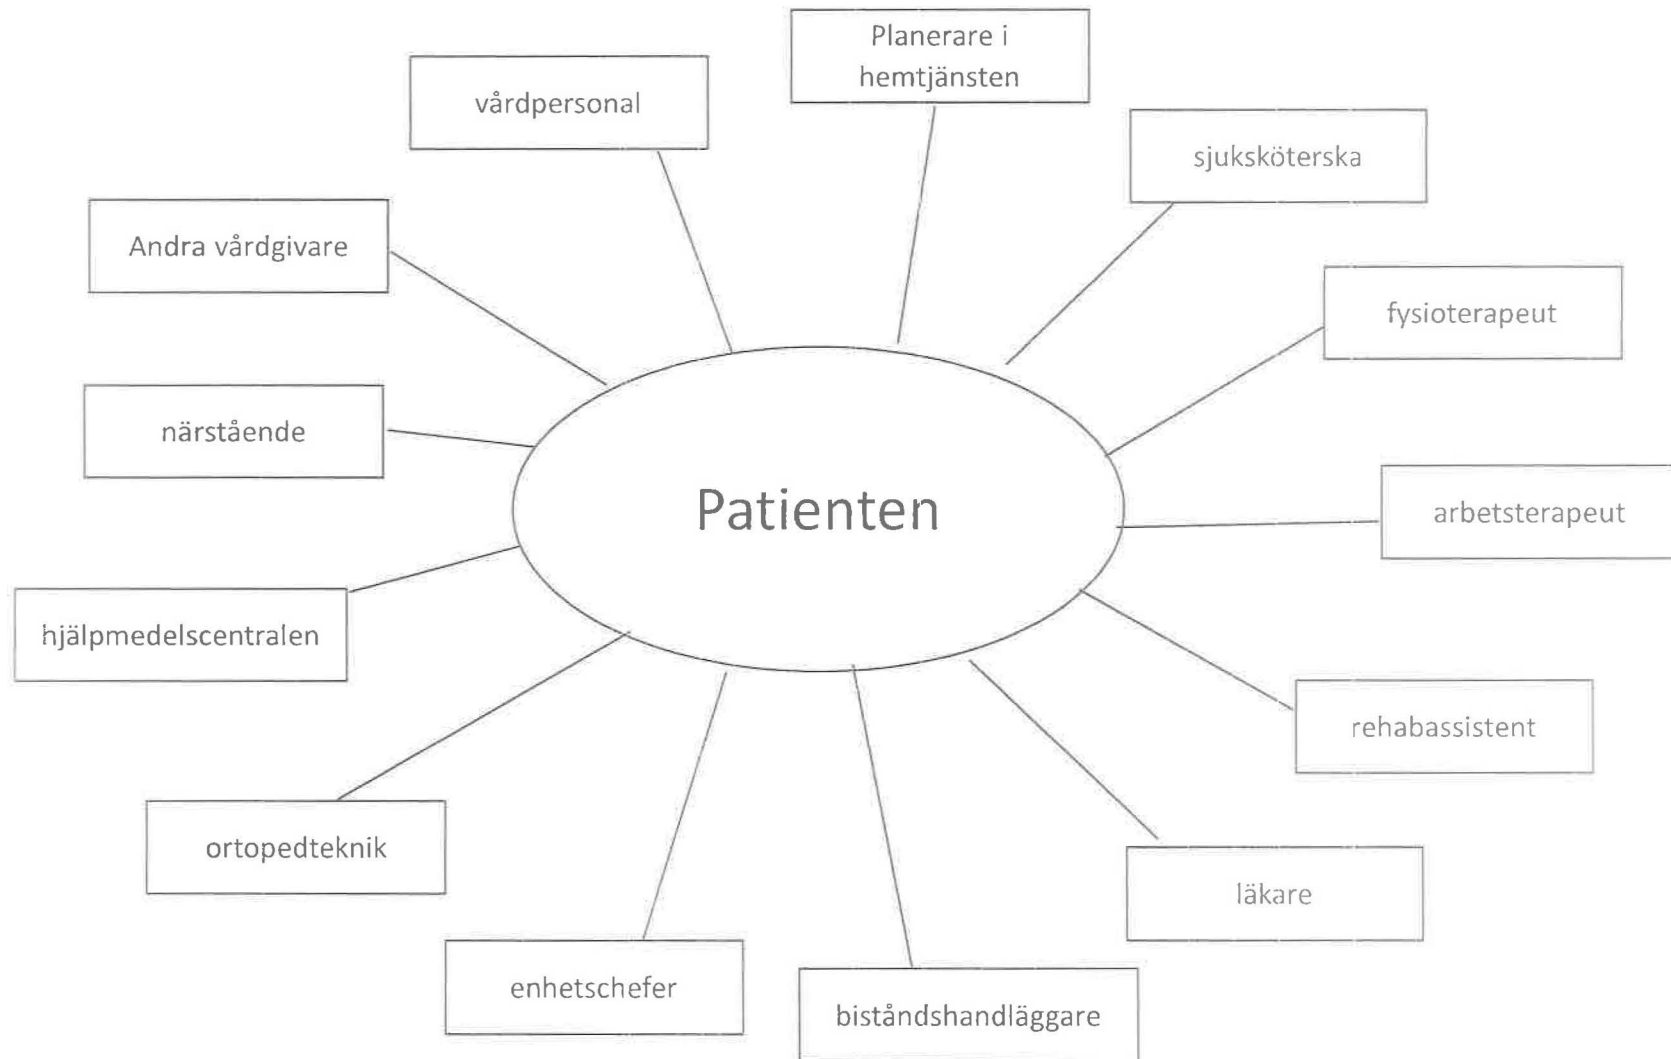 Planerare i
hemtjänsten
vårdpersonal
sjuksköterska
Andra vårdgivare
fysioterapeut
närstående
Patienten
arbetsterapeut
hjälpmedelscentralen
rehabassistent
ortopedteknik
läkare
enhetschefer
biståndshandläggare